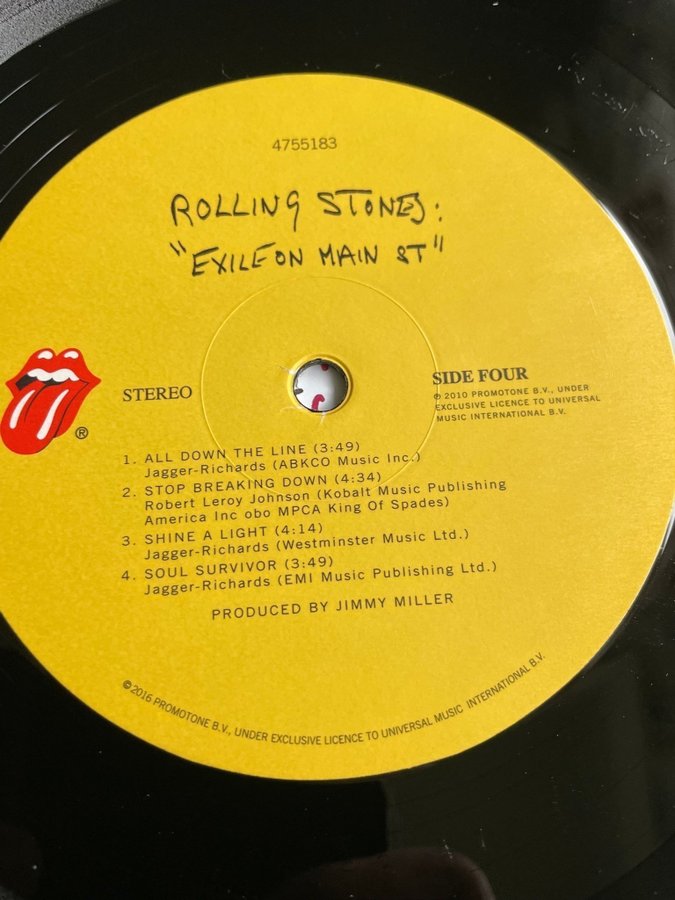 4755183
ROLLING STONES:
"EXILE ON MAIN ST"
STEREO
SIDE FOUR
℗ 2010 PROMOTONE B.V., UNDER
EXCLUSIVE LICENCE TO UNIVERSAL
MUSIC INTERNATIONAL B.V.
®
1. ALL DOWN THE LINE (3:49)
Jagger-Richards (ABKCO Music Inc.)
2. STOP BREAKING DOWN (4:34)
Robert Leroy Johnson (Kobalt Music Publishing
America Inc obo MPCA King Of Spades)
3. SHINE A LIGHT (4:14)
Jagger-Richards (Westminster Music Ltd.)
4. SOUL SURVIVOR (3:49)
Jagger-Richards (EMI Music Publishing Ltd.)
PRODUCED BY JIMMY MILLER
©2016 PROMOTONE B.V., UNDER EXCLUSIVE LICENCE TO UNIVERSAL MUSIC INTERNATIONAL B.V.